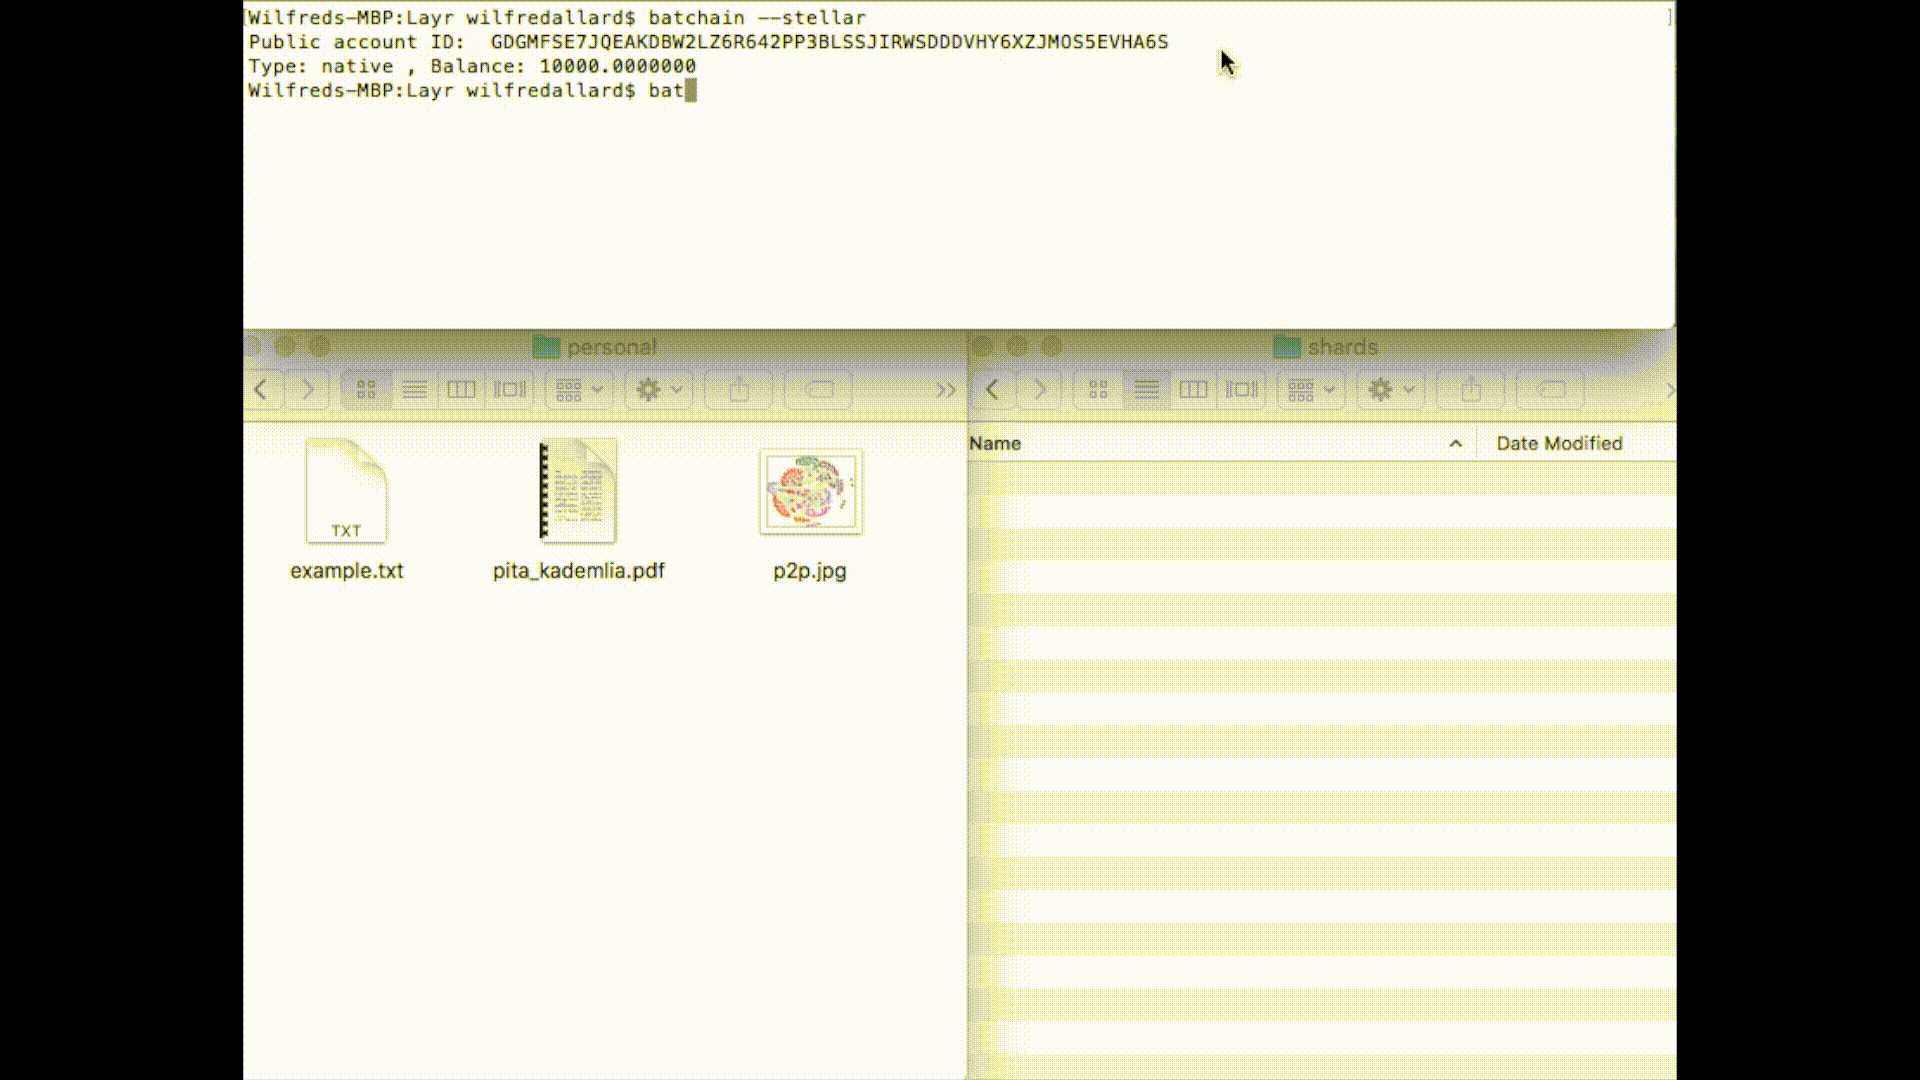 Wilfreds-MBP:Layr wilfredallard$ batchain --stellar
Public account ID:  GDGMFSE7JQEAKDBW2LZ6R642PP3BLSSJIRWSDDDVHY6XZJMOS5EVHA6S
Type: native , Balance: 10000.0000000
Wilfreds-MBP:Layr wilfredallard$ bat
personal
shards
Name
Date Modified
TXT
example.txt
pita_kademlia.pdf
p2p.jpg